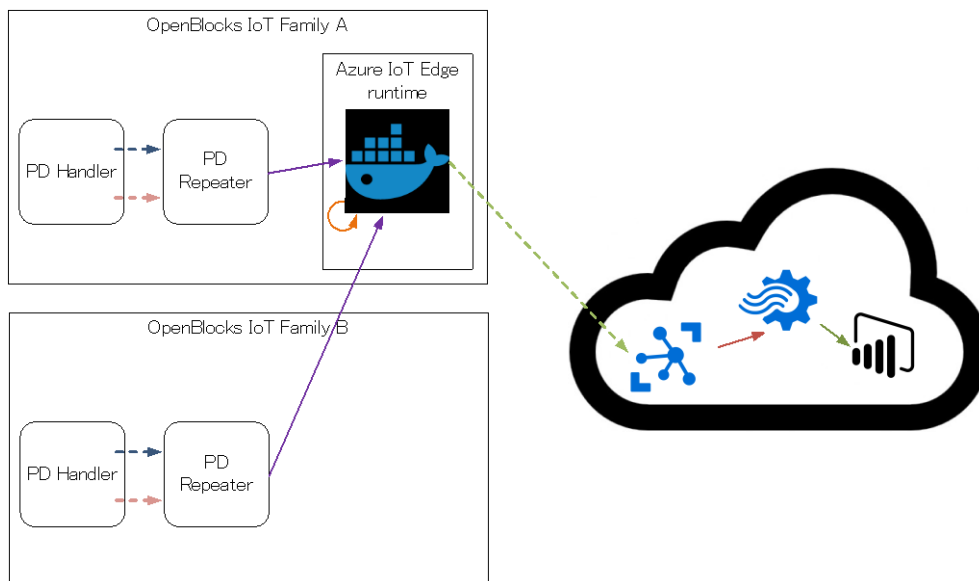 OpenBlocks IoT Family A
Azure IoT Edge
runtime
PD Handler
PD
Repeater
OpenBlocks IoT Family B
PD Handler
PD
Repeater